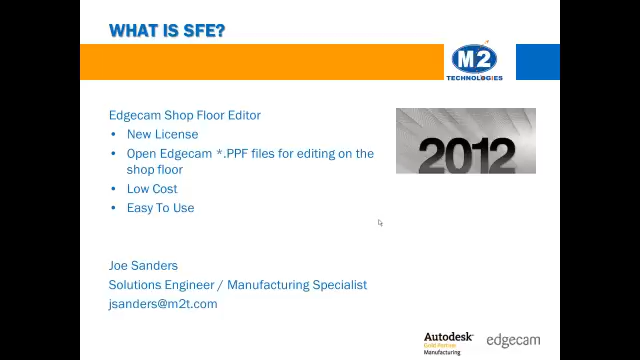 WHAT IS SFE?
M2
TECHNOLOGIES
Edgecam Shop Floor Editor
• New License
• Open Edgecam *.PPF files for editing on the
shop floor
• Low Cost
• Easy To Use
2012
Joe Sanders
Solutions Engineer / Manufacturing Specialist
jsanders@m2t.com
Autodesk
Gold Partner
Manufacturing
edgecam